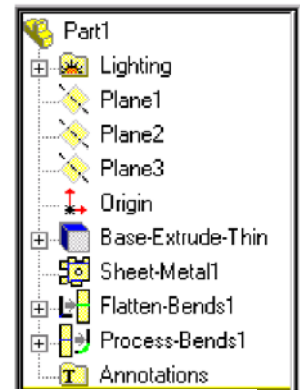 Part1
Lighting
Plane1
Plane2
Plane3
Origin
Base-Extrude-Thin
Sheet-Metal1
Flatten-Bends1
Process-Bends1
Annotations